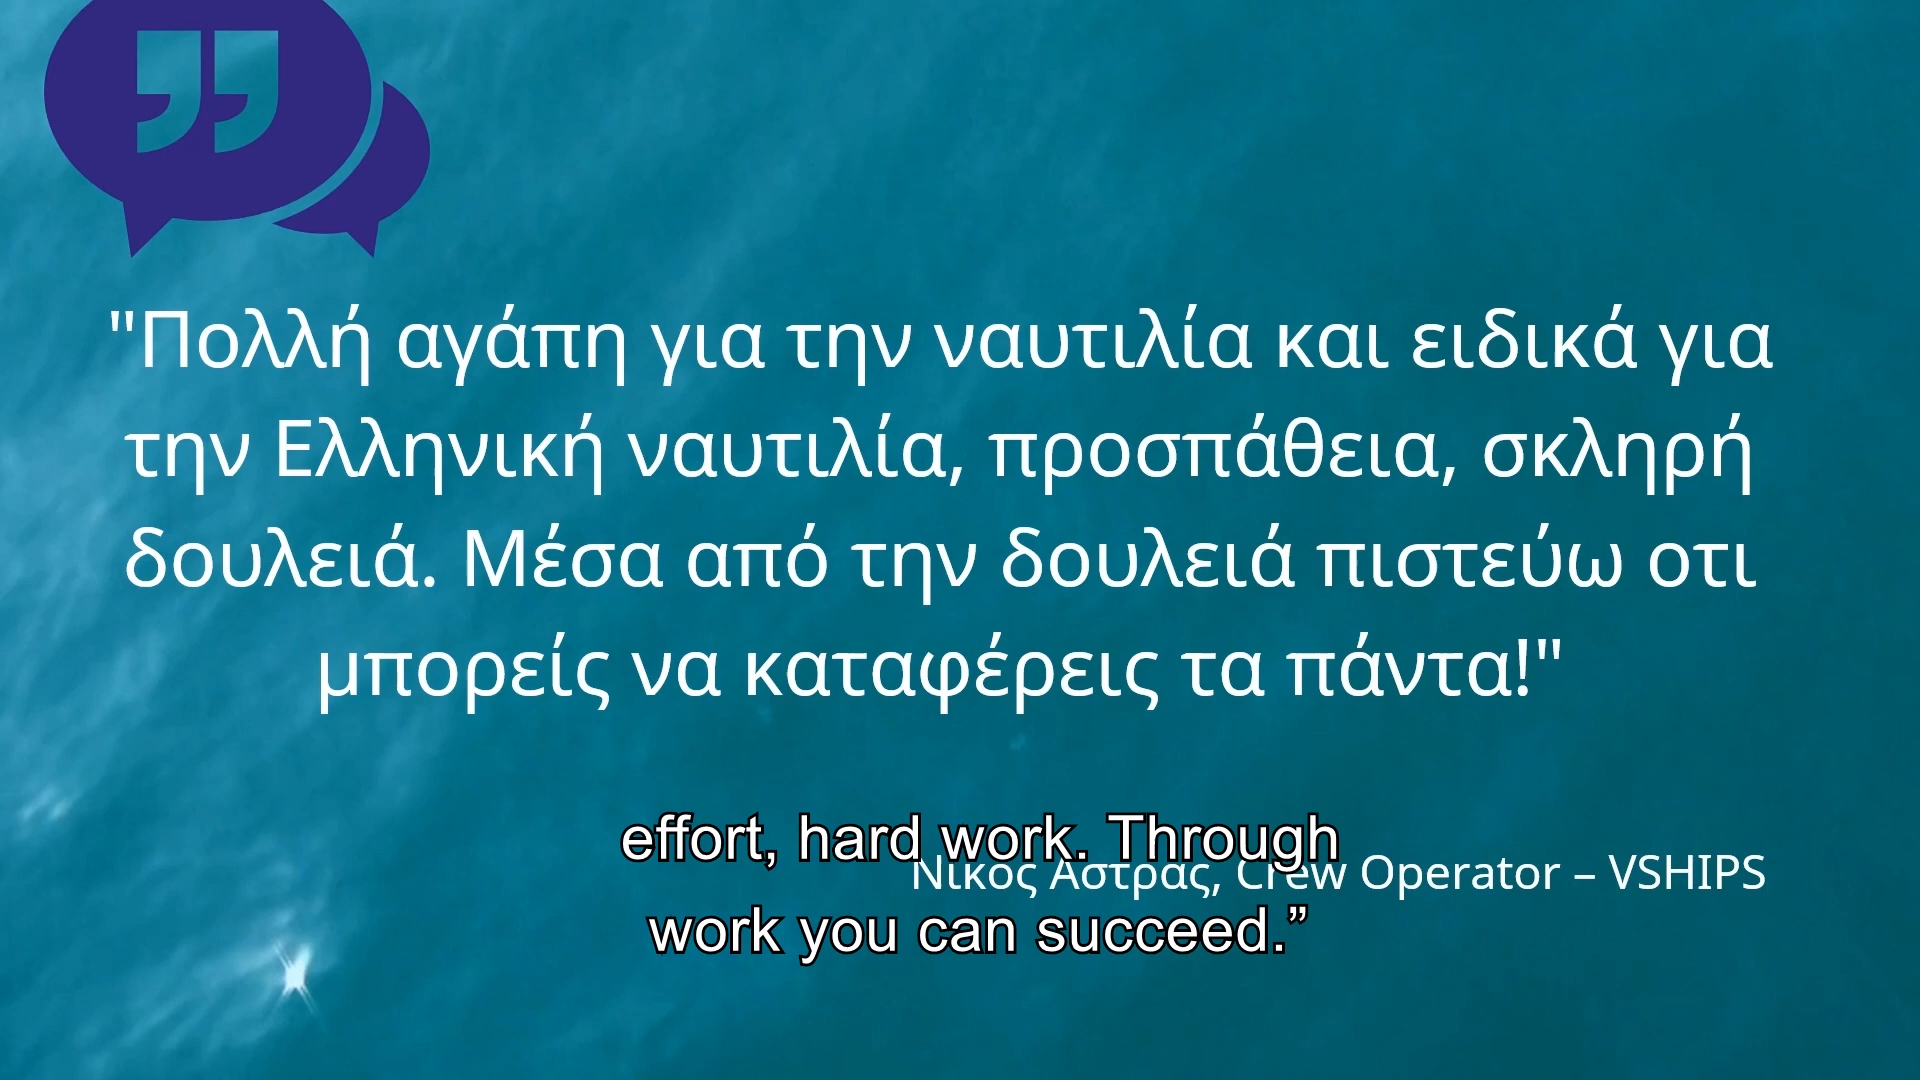 "Πολλή αγάπη για την ναυτιλία και ειδικά για
την Ελληνική ναυτιλία, προσπάθεια, σκληρή
δουλειά. Μέσα από την δουλειά πιστεύω οτι
μπορείς να καταφέρεις τα πάντα!"
effort, hard work. Through
Νίκος Αστράς, Crew Operator – VSHIPS
work you can succeed.”